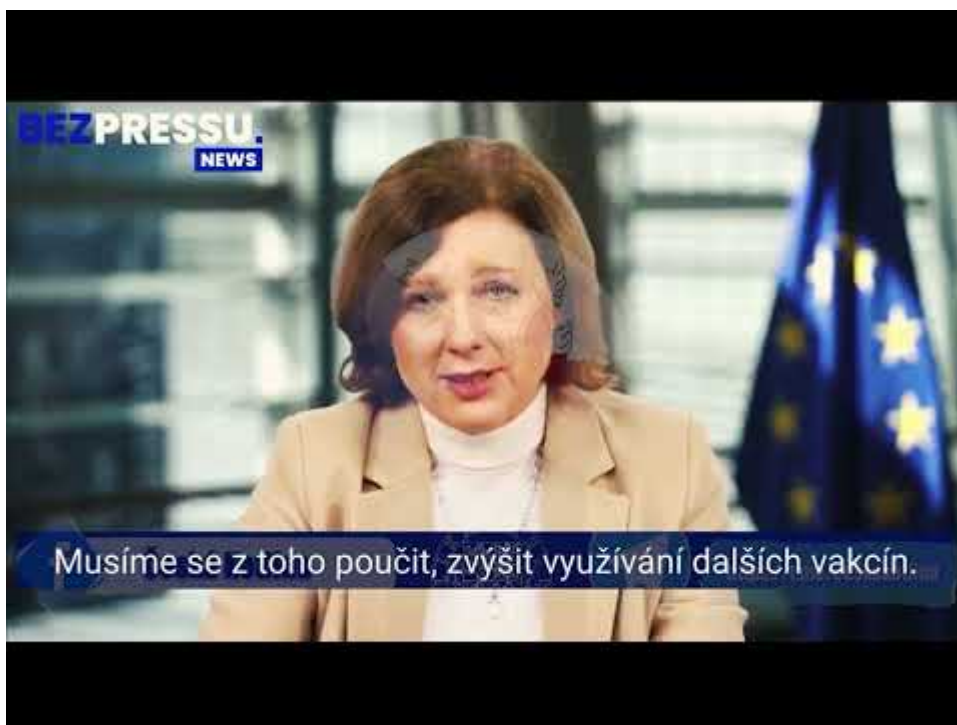 BEZPRESSU.
NEWS
Musíme se z toho poučit, zvýšit využívání dalších vakcín.